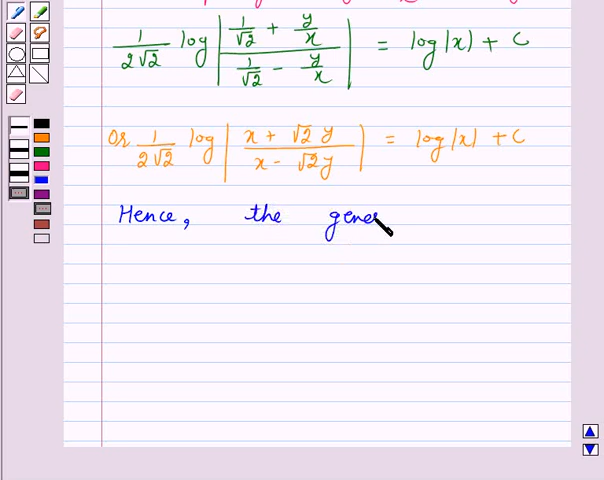 1/(2√2) log |(1/√2 + y/x)/(1/√2 - y/x)| = log|x| + C
Or 1/(2√2) log |(x + √2 y)/(x - √2y)| = log|x| + C
Hence, the gener